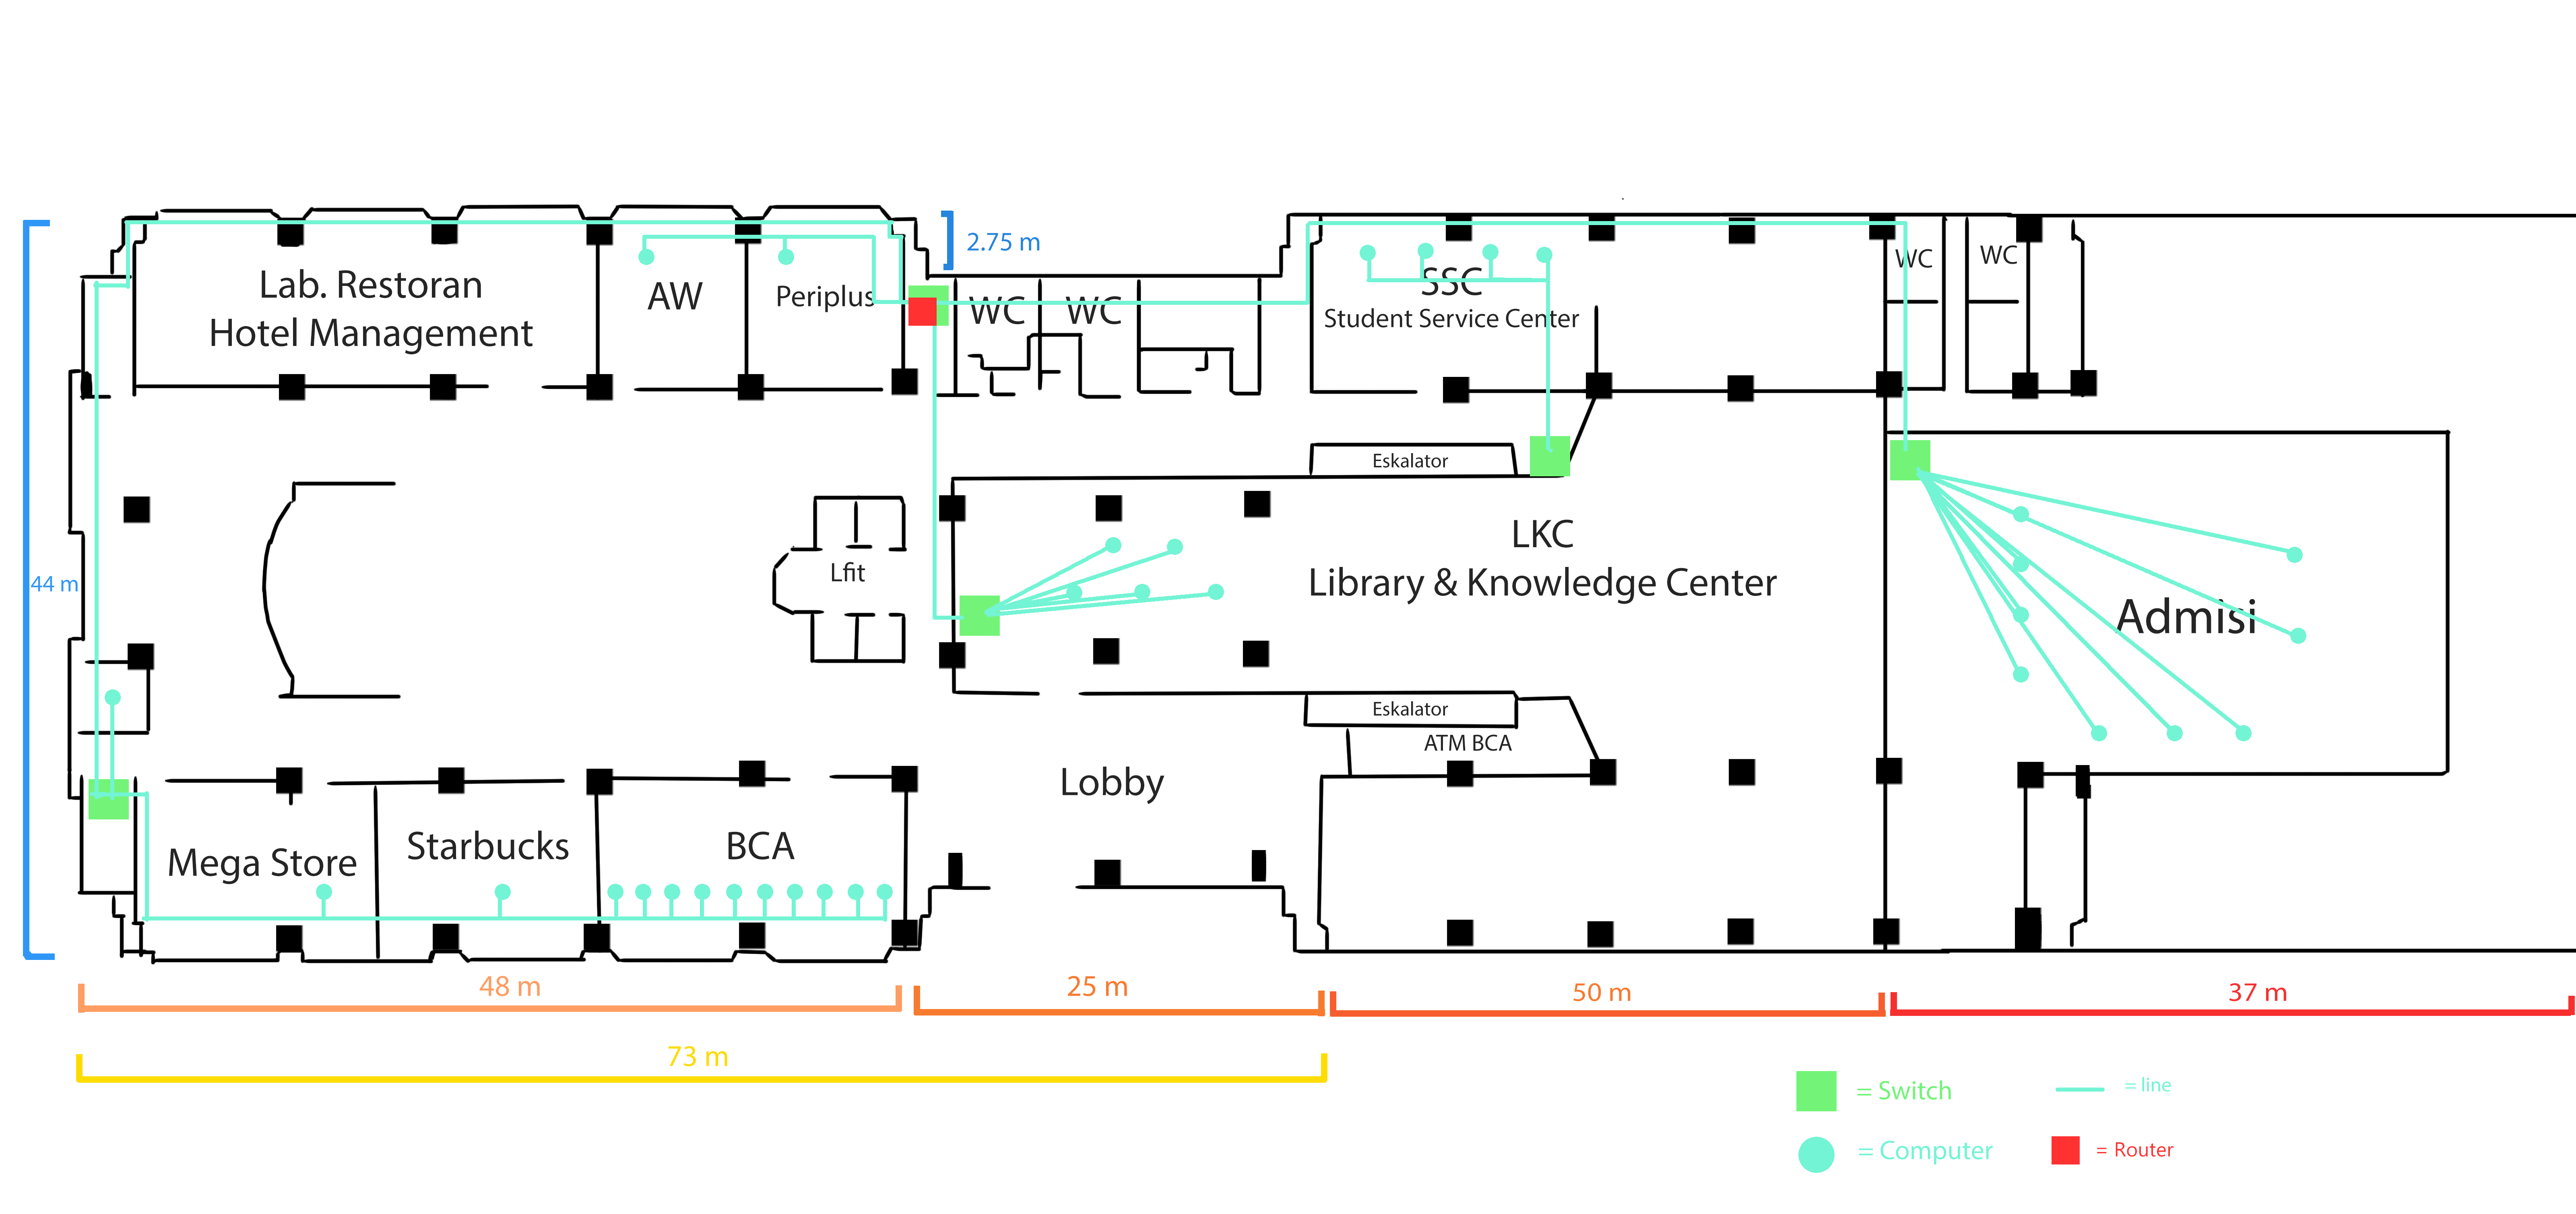 2.75 m
Lab. Restoran
Hotel Management
AW
Periplus
WC
WC
SSC
Student Service Center
WC
WC
Eskalator
44 m
Lfit
LKC
Library & Knowledge Center
Admisi
Eskalator
ATM BCA
Lobby
Mega Store
Starbucks
BCA
48 m
25 m
50 m
37 m
73 m
= Switch
= line
= Computer
= Router